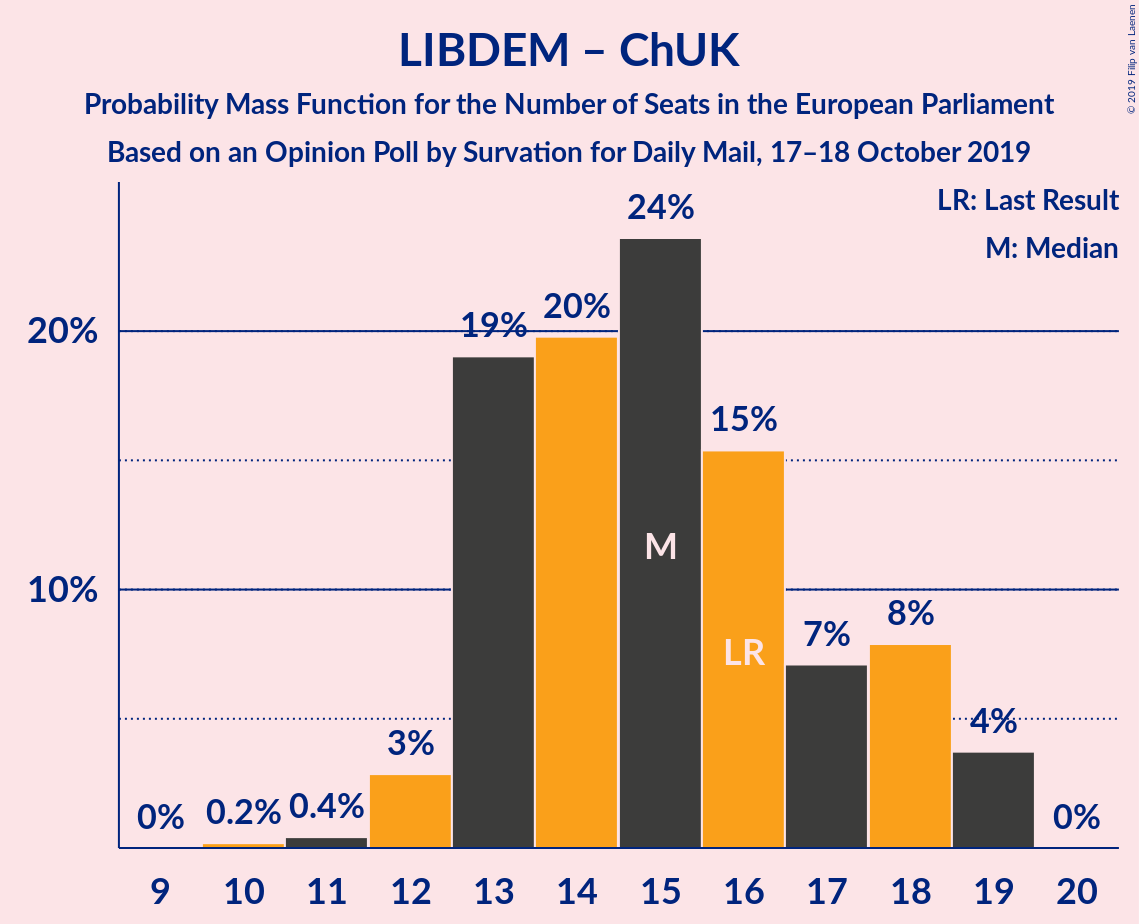 LIBDEM – ChUK
Probability Mass Function for the Number of Seats in the European Parliament
Based on an Opinion Poll by Survation for Daily Mail, 17–18 October 2019
© 2019 Filip van Laenen
LR: Last Result
M: Median
20%
10%
0%
0.2%
0.4%
3%
19%
20%
24%
15%
7%
8%
4%
0%
M
LR
9 10 11 12 13 14 15 16 17 18 19 20